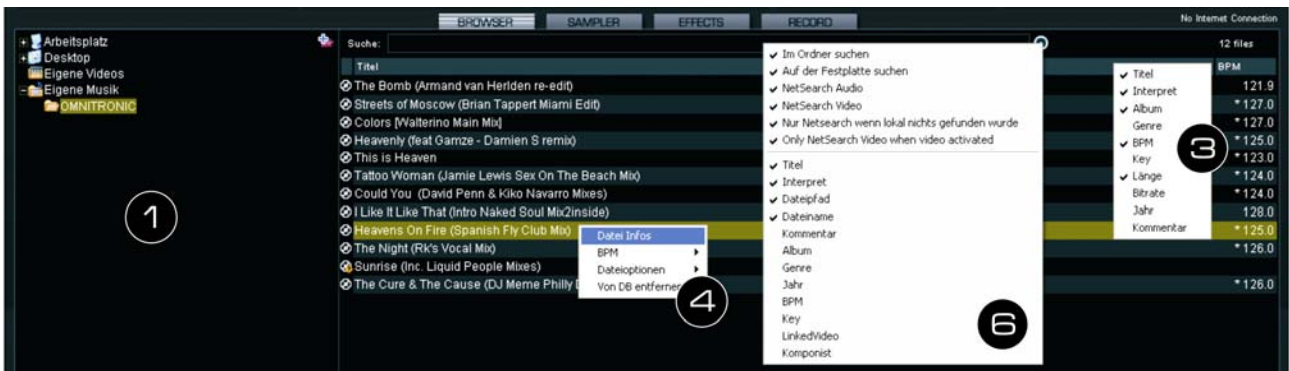 BROWSER SAMPLER EFFECTS RECORD No Internet Connection
Arbeitsplatz
Desktop
Eigene Videos
Eigene Musik
OMNITRONIC
1
Suche: 12 files
Titel BPM
The Bomb (Armand van Herlden re-edit) 121.9
Streets of Moscow (Brian Tappert Miami Edit) * 127.0
Colors [Walterino Main Mix] * 127.0
Heavenly (feat Gamze - Damien S remix) * 125.0
This is Heaven * 123.0
Tattoo Woman (Jamie Lewis Sex On The Beach Mix) * 124.0
Could You (David Penn & Kiko Navarro Mixes) * 124.0
I Like It Like That (Intro Naked Soul Mix2inside) 128.0
Heavens On Fire (Spanish Fly Club Mix) * 125.0
The Night (Rk's Vocal Mix) * 126.0
Sunrise (Inc. Liquid People Mixes)
The Cure & The Cause (DJ Meme Philly * 126.0
Datei Infos
BPM
Dateioptionen
Von DB entfernen
4
Im Ordner suchen
Auf der Festplatte suchen
NetSearch Audio
NetSearch Video
Nur Netsearch wenn lokal nichts gefunden wurde
Only NetSearch Video when video activated
Titel
Interpret
Dateipfad
Dateiname
Kommentar
Album
Genre
Jahr
BPM
Key
LinkedVideo
Komponist
6
Titel
Interpret
Album
Genre
BPM
Key
Länge
Bitrate
Jahr
Kommentar
3